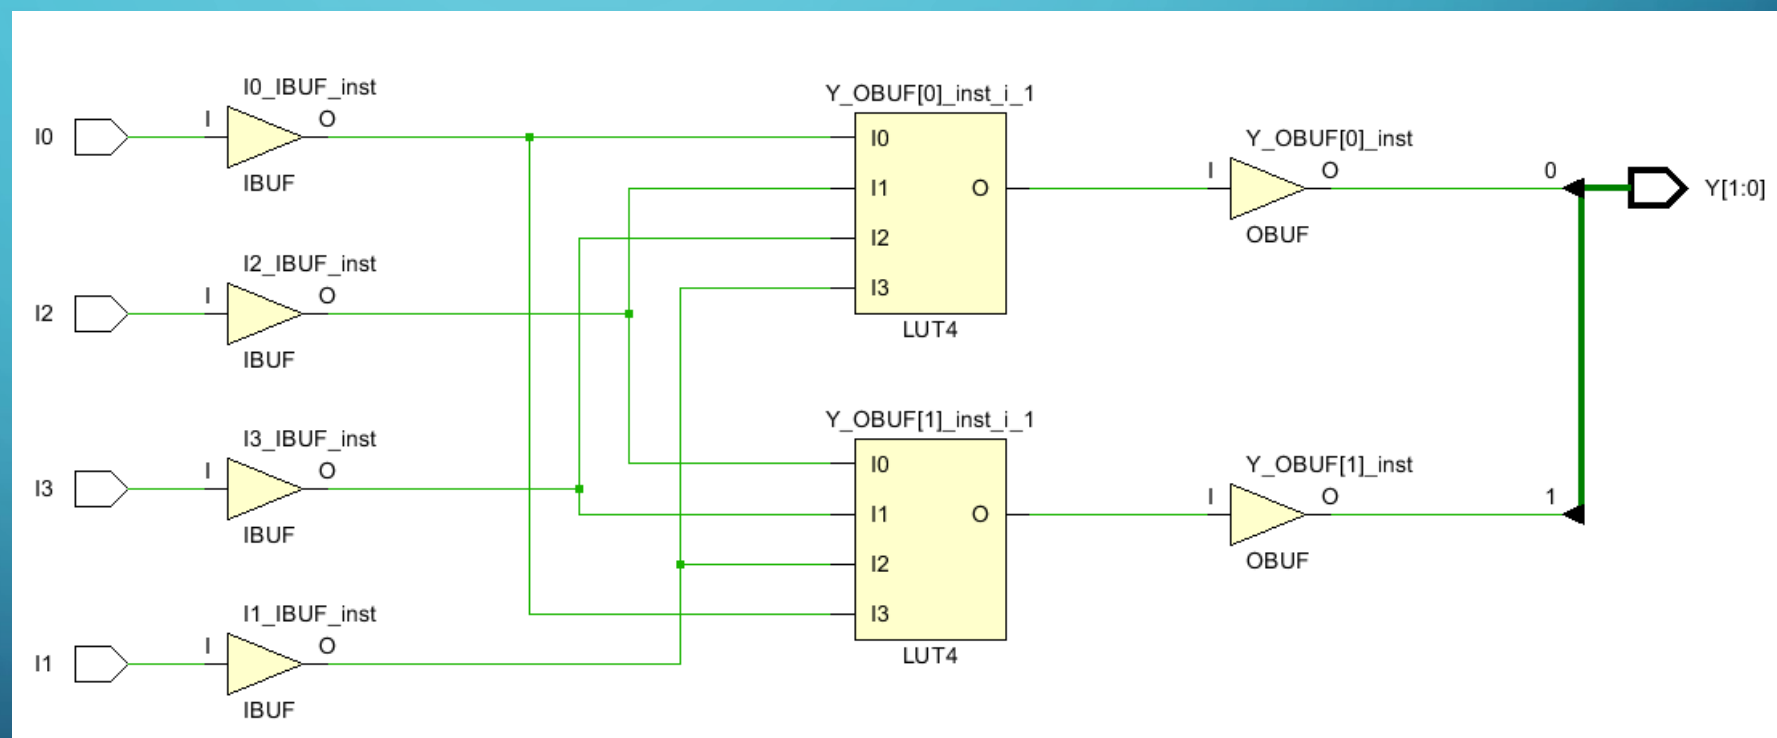 I0_IBUF_inst
I0
I
O
IBUF
I2_IBUF_inst
I2
I
O
IBUF
I3_IBUF_inst
I3
I
O
IBUF
I1_IBUF_inst
I1
I
O
IBUF
Y_OBUF[0]_inst_i_1
I0
I1
O
I2
I3
LUT4
Y_OBUF[1]_inst_i_1
I0
I1
O
I2
I3
LUT4
Y_OBUF[0]_inst
I
O
OBUF
Y_OBUF[1]_inst
I
O
OBUF
0
Y[1:0]
1